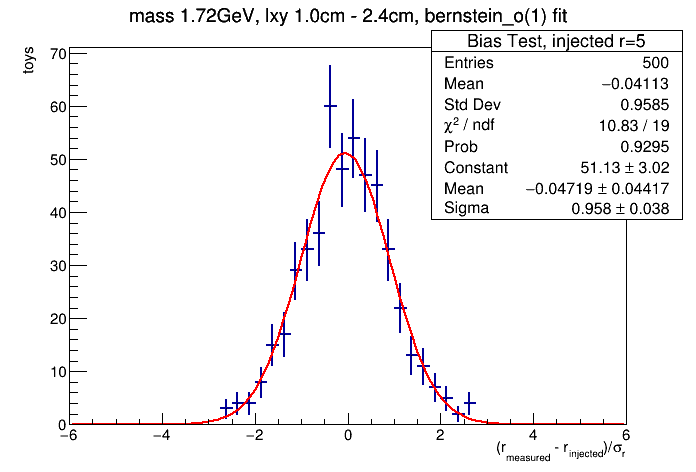 mass 1.72GeV, lxy 1.0cm - 2.4cm, bernstein_o(1) fit
Bias Test, injected r=5
Entries 500
Mean −0.04113
Std Dev 0.9585
χ² / ndf 10.83 / 19
Prob 0.9295
Constant 51.13 ± 3.02
Mean −0.04719 ± 0.04417
Sigma 0.958 ± 0.038
toys
70
60
50
40
30
20
10
0
−6 −4 −2 0 2 4 6
(r_measured - r_injected)/σ_r